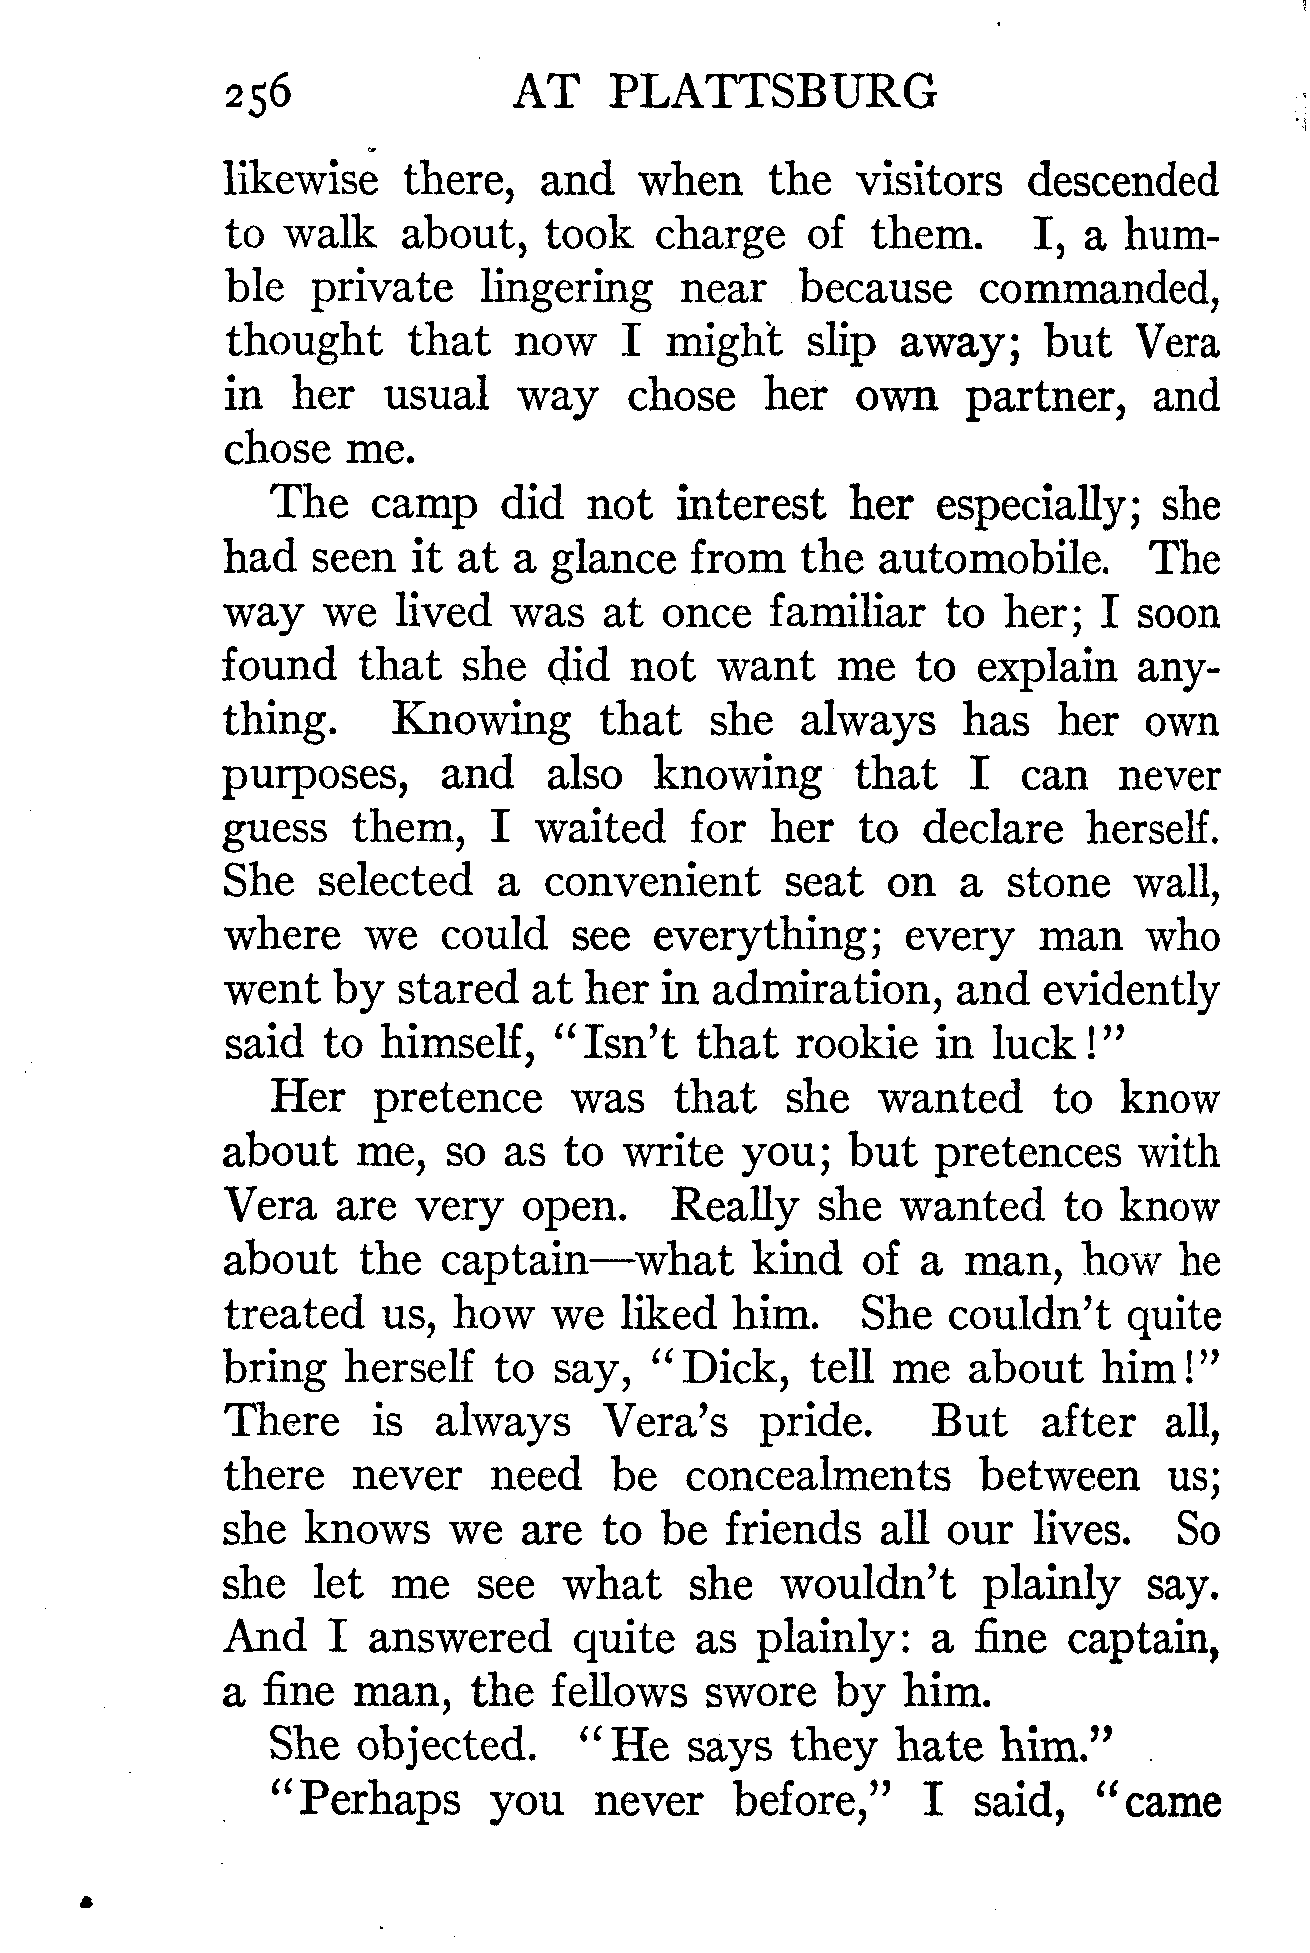 256 AT PLATTSBURG
likewise there, and when the visitors descended
to walk about, took charge of them. I, a hum-
ble private lingering near because commanded,
thought that now I might slip away; but Vera
in her usual way chose her own partner, and
chose me.
The camp did not interest her especially; she
had seen it at a glance from the automobile. The
way we lived was at once familiar to her; I soon
found that she did not want me to explain any-
thing. Knowing that she always has her own
purposes, and also knowing that I can never
guess them, I waited for her to declare herself.
She selected a convenient seat on a stone wall,
where we could see everything; every man who
went by stared at her in admiration, and evidently
said to himself, “Isn’t that rookie in luck!”
Her pretence was that she wanted to know
about me, so as to write you; but pretences with
Vera are very open. Really she wanted to know
about the captain—what kind of a man, how he
treated us, how we liked him. She couldn’t quite
bring herself to say, “Dick, tell me about him!”
There is always Vera’s pride. But after all,
there never need be concealments between us;
she knows we are to be friends all our lives. So
she let me see what she wouldn’t plainly say.
And I answered quite as plainly: a fine captain,
a fine man, the fellows swore by him.
She objected. “He says they hate him.”
“Perhaps you never before,” I said, “came